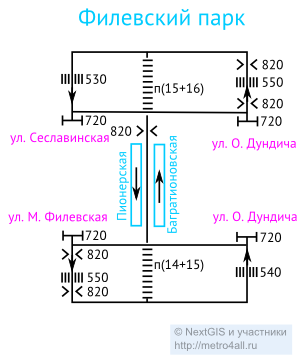 Филевский парк
820
530
550
п(15+16)
820
720
720
ул. Сеславинская
820
ул. О. Дундича
Пионерская
Багратионовская
ул. М. Филевская
ул. О. Дундича
720
720
820
п(14+15)
550
540
820
© NextGIS и участники
http://metro4all.ru